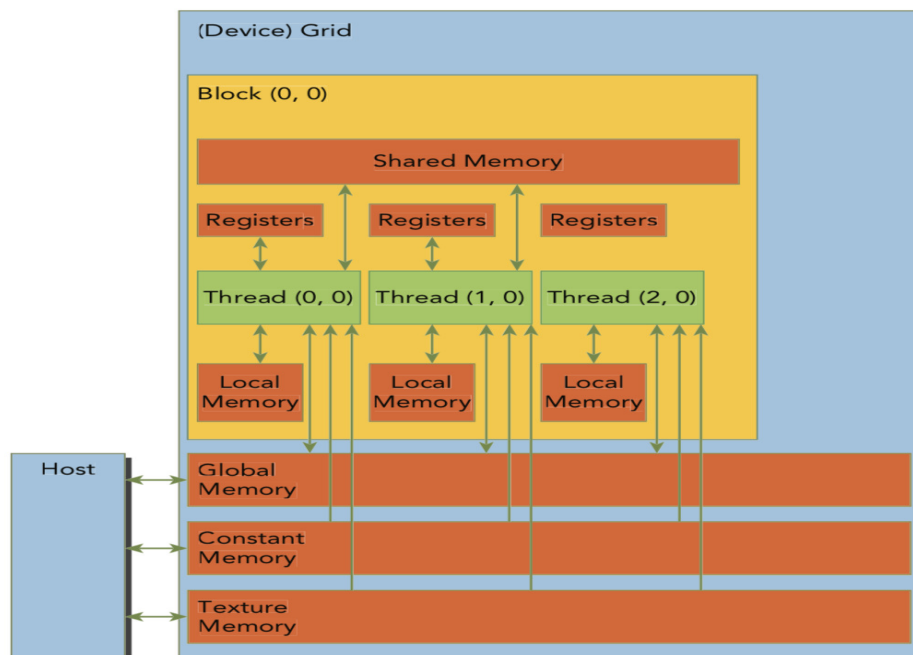 (Device) Grid
Block (0, 0)
Shared Memory
Registers Registers Registers
Thread (0, 0) Thread (1, 0) Thread (2, 0)
Local Local Local
Memory Memory Memory
Host
Global
Memory
Constant
Memory
Texture
Memory